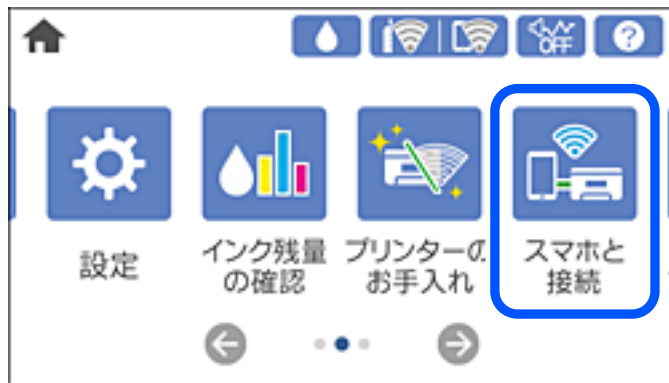 OFF
?
設定
インク残量
の確認
プリンターの
お手入れ
スマホと
接続